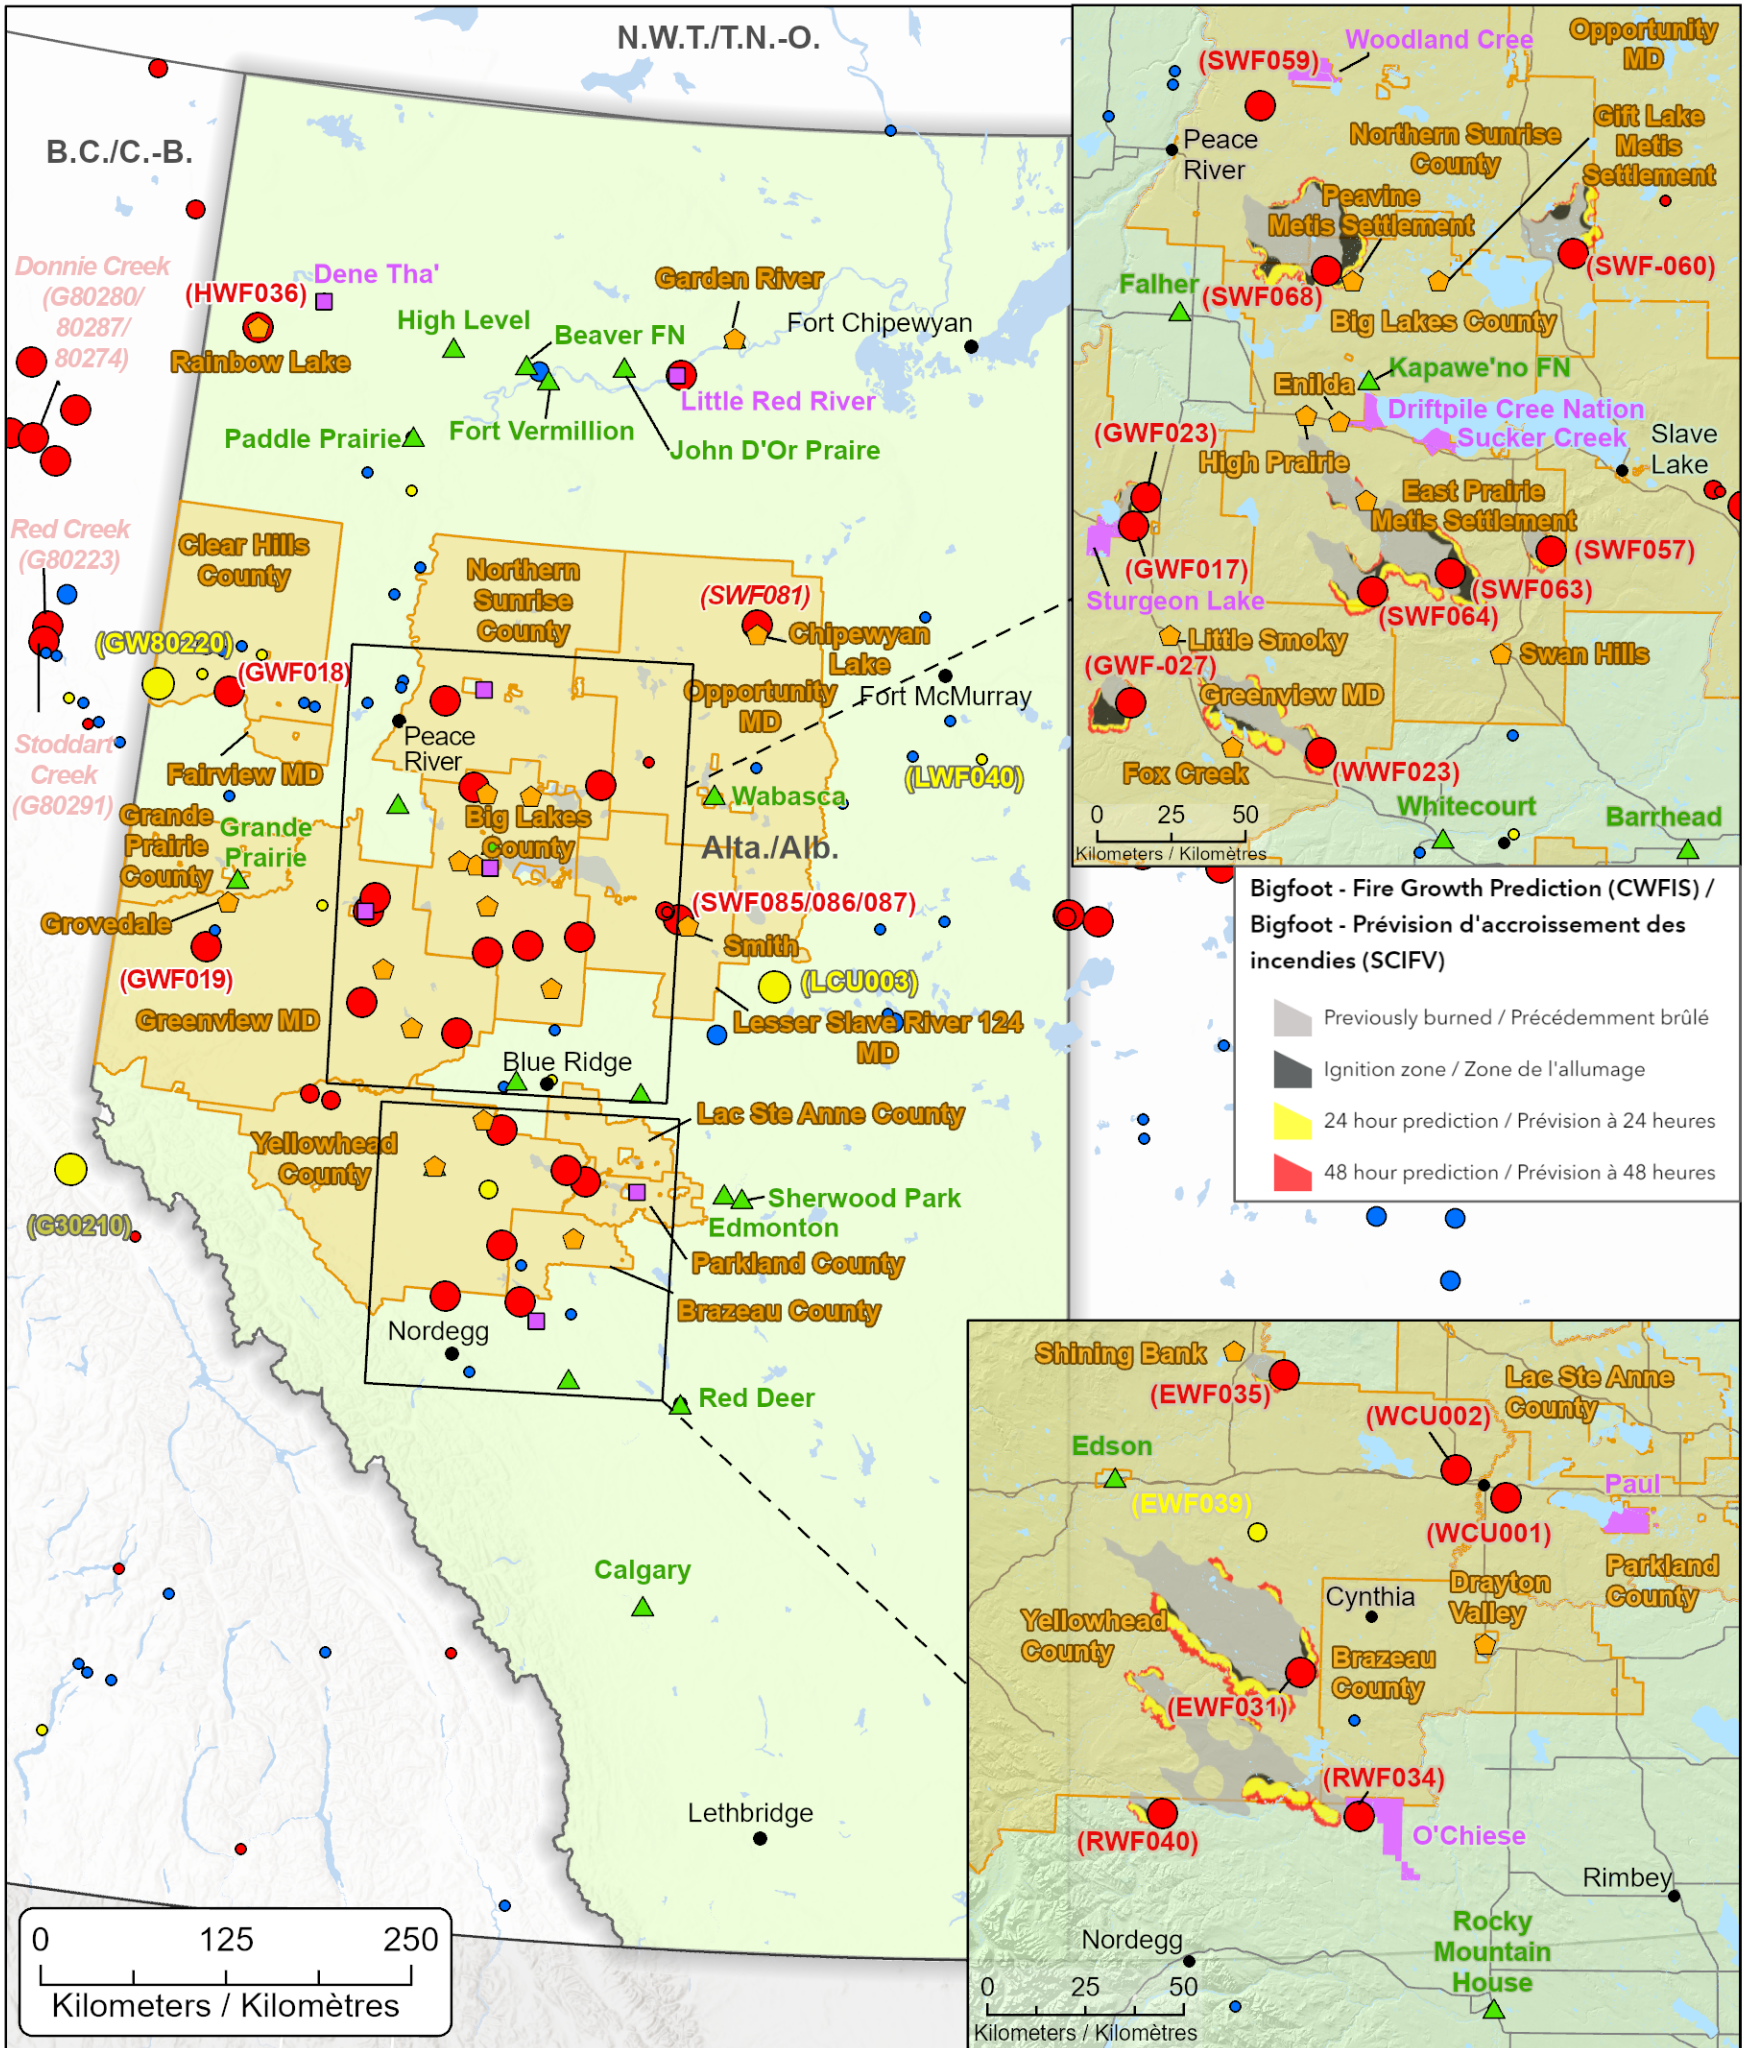 N.W.T./T.N.-O.
B.C./C.-B.
Donnie Creek
(G80280/
80287/
80274)
(HWF036)
Dene Tha'
Rainbow Lake
High Level
Beaver FN
Garden River
Fort Chipewyan
Little Red River
Paddle Prairie
Fort Vermillion
John D'Or Praire
Red Creek
(G80223)
Clear Hills
County
Northern
Sunrise
County
(SWF081)
Chipewyan
Lake
(GW80220)
(GWF018)
Opportunity
MD
Fort McMurray
Peace
River
Stoddart
Creek
(G80291)
Fairview MD
(LWF040)
Wabasca
Grande
Prairie
County
Grande
Prairie
Big Lakes
County
Alta./Alb.
Grovedale
(SWF085/086/087)
Smith
(GWF019)
(LCU003)
Greenview MD
Lesser Slave River 124
MD
Blue Ridge
Lac Ste Anne County
Yellowhead
County
Sherwood Park
Edmonton
(G30210)
Parkland County
Brazeau County
Nordegg
Red Deer
Calgary
Lethbridge
0 125 250
Kilometers / Kilomètres
Woodland Cree
Opportunity
MD
(SWF059)
Peace
River
Northern Sunrise
County
Gift Lake
Metis
Settlement
Peavine
Metis Settlement
(SWF-060)
Falher
(SWF068)
Big Lakes County
Kapawe'no FN
Enilda
Driftpile Cree Nation
Sucker Creek
(GWF023)
High Prairie
Slave
Lake
East Prairie
Metis Settlement
(SWF057)
(GWF017)
(SWF063)
Sturgeon Lake
(SWF064)
Little Smoky
Swan Hills
(GWF-027)
Greenview MD
Fox Creek
(WWF023)
Whitecourt
Barrhead
0 25 50
Kilometers / Kilomètres
Bigfoot - Fire Growth Prediction (CWFIS) /
Bigfoot - Prévision d'accroissement des
incendies (SCIFV)
Previously burned / Précédemment brûlé
Ignition zone / Zone de l'allumage
24 hour prediction / Prévision à 24 heures
48 hour prediction / Prévision à 48 heures
Shining Bank
(EWF035)
Lac Ste Anne
County
(WCU002)
Edson
(EWF039)
Paul
(WCU001)
Parkland
County
Drayton
Valley
Cynthia
Yellowhead
County
Brazeau
County
(EWF031)
(RWF034)
(RWF040)
O'Chiese
Rimbey
Rocky
Mountain
House
Nordegg
0 25 50
Kilometers / Kilomètres